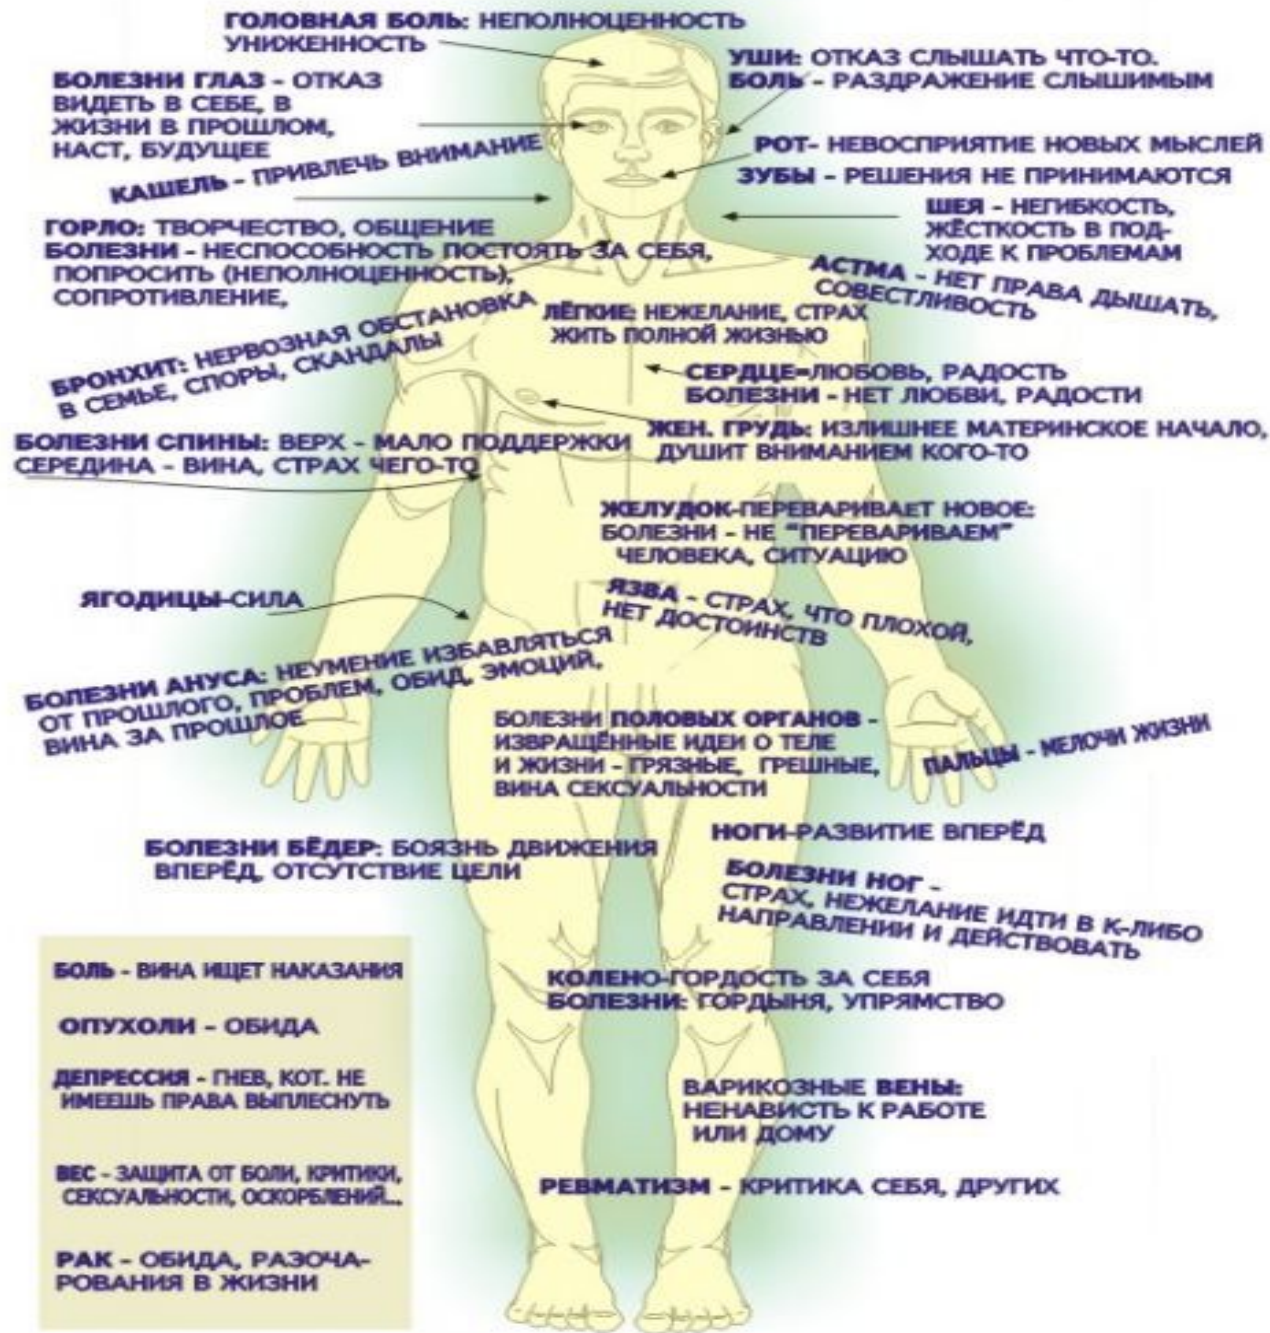 ГОЛОВНАЯ БОЛЬ: НЕПОЛНОЦЕННОСТЬ
УНИЖЕННОСТЬ
УШИ: ОТКАЗ СЛЫШАТЬ ЧТО-ТО.
БОЛЬ - РАЗДРАЖЕНИЕ СЛЫШИМЫМ
БОЛЕЗНИ ГЛАЗ - ОТКАЗ
ВИДЕТЬ В СЕБЕ, В
ЖИЗНИ В ПРОШЛОМ,
НАСТ, БУДУЩЕЕ
РОТ- НЕВОСПРИЯТИЕ НОВЫХ МЫСЛЕЙ
ЗУБЫ - РЕШЕНИЯ НЕ ПРИНИМАЮТСЯ
КАШЕЛЬ - ПРИВЛЕЧЬ ВНИМАНИЕ
ШЕЯ - НЕГИБКОСТЬ,
ЖЁСТКОСТЬ В ПОД-
ХОДЕ К ПРОБЛЕМАМ
ГОРЛО: ТВОРЧЕСТВО, ОБЩЕНИЕ
БОЛЕЗНИ - НЕСПОСОБНОСТЬ ПОСТОЯТЬ ЗА СЕБЯ,
ПОПРОСИТЬ (НЕПОЛНОЦЕННОСТЬ),
СОПРОТИВЛЕНИЕ,
АСТМА - НЕТ ПРАВА ДЫШАТЬ,
СОВЕСТЛИВОСТЬ
БРОНХИТ: НЕРВОЗНАЯ ОБСТАНОВКА
В СЕМЬЕ, СПОРЫ, СКАНДАЛЫ
ЛЁГКИЕ: НЕЖЕЛАНИЕ, СТРАХ
ЖИТЬ ПОЛНОЙ ЖИЗНЬЮ
СЕРДЦЕ=ЛЮБОВЬ, РАДОСТЬ
БОЛЕЗНИ - НЕТ ЛЮБВИ, РАДОСТИ
БОЛЕЗНИ СПИНЫ: ВЕРХ - МАЛО ПОДДЕРЖКИ
СЕРЕДИНА - ВИНА, СТРАХ ЧЕГО-ТО
ЖЕН. ГРУДЬ: ИЗЛИШНЕЕ МАТЕРИНСКОЕ НАЧАЛО,
ДУШИТ ВНИМАНИЕМ КОГО-ТО
ЖЕЛУДОК-ПЕРЕВАРИВАЕТ НОВОЕ:
БОЛЕЗНИ - НЕ "ПЕРЕВАРИВАЕМ"
ЧЕЛОВЕКА, СИТУАЦИЮ
ЯГОДИЦЫ-СИЛА
ЯЗВА - СТРАХ, ЧТО ПЛОХОЙ,
НЕТ ДОСТОИНСТВ
БОЛЕЗНИ АНУСА: НЕУМЕНИЕ ИЗБАВЛЯТЬСЯ
ОТ ПРОШЛОГО, ПРОБЛЕМ, ОБИД, ЭМОЦИЙ,
ВИНА ЗА ПРОШЛОЕ
БОЛЕЗНИ ПОЛОВЫХ ОРГАНОВ -
ИЗВРАЩЁННЫЕ ИДЕИ О ТЕЛЕ
И ЖИЗНИ - ГРЯЗНЫЕ, ГРЕШНЫЕ,
ВИНА СЕКСУАЛЬНОСТИ
ПАЛЬЦЫ - МЕЛОЧИ ЖИЗНИ
БОЛЕЗНИ БЁДЕР: БОЯЗНЬ ДВИЖЕНИЯ
ВПЕРЁД, ОТСУТСТВИЕ ЦЕЛИ
НОГИ-РАЗВИТИЕ ВПЕРЁД
БОЛЕЗНИ НОГ -
СТРАХ, НЕЖЕЛАНИЕ ИДТИ В К-ЛИБО
НАПРАВЛЕНИИ И ДЕЙСТВОВАТЬ
КОЛЕНО-ГОРДОСТЬ ЗА СЕБЯ
БОЛЕЗНИ: ГОРДЫНЯ, УПРЯМСТВО
ВАРИКОЗНЫЕ ВЕНЫ:
НЕНАВИСТЬ К РАБОТЕ
ИЛИ ДОМУ
РЕВМАТИЗМ - КРИТИКА СЕБЯ, ДРУГИХ
БОЛЬ - ВИНА ИЩЕТ НАКАЗАНИЯ
ОПУХОЛИ - ОБИДА
ДЕПРЕССИЯ - ГНЕВ, КОТ. НЕ
ИМЕЕШЬ ПРАВА ВЫПЛЕСНУТЬ
ВЕС - ЗАЩИТА ОТ БОЛИ, КРИТИКИ,
СЕКСУАЛЬНОСТИ, ОСКОРБЛЕНИЙ...
РАК - ОБИДА, РАЗОЧА-
РОВАНИЯ В ЖИЗНИ